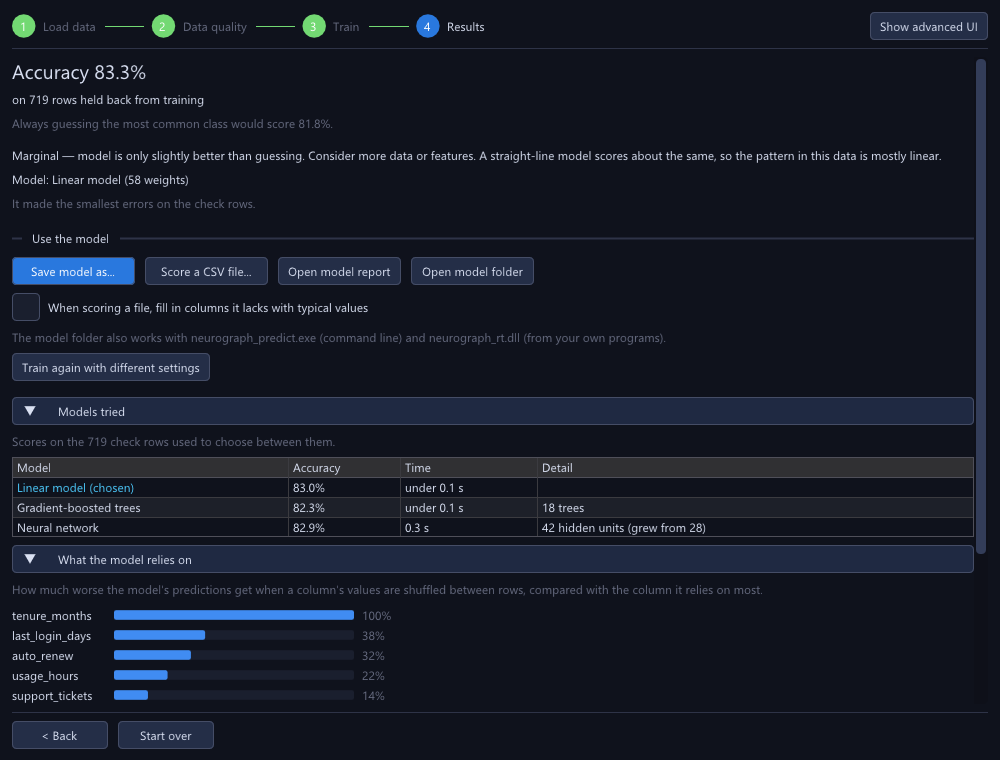 1 Load data 2 Data quality 3 Train 4 Results Show advanced UI
Accuracy 83.3%
on 719 rows held back from training
Always guessing the most common class would score 81.8%.
Marginal — model is only slightly better than guessing. Consider more data or features. A straight-line model scores about the same, so the pattern in this data is mostly linear.
Model: Linear model (58 weights)
It made the smallest errors on the check rows.
Use the model
Save model as... Score a CSV file... Open model report Open model folder
When scoring a file, fill in columns it lacks with typical values
The model folder also works with neurograph_predict.exe (command line) and neurograph_rt.dll (from your own programs).
Train again with different settings
Models tried
Scores on the 719 check rows used to choose between them.
Model Accuracy Time Detail
Linear model (chosen) 83.0% under 0.1 s
Gradient-boosted trees 82.3% under 0.1 s 18 trees
Neural network 82.9% 0.3 s 42 hidden units (grew from 28)
What the model relies on
How much worse the model's predictions get when a column's values are shuffled between rows, compared with the column it relies on most.
tenure_months 100%
last_login_days 38%
auto_renew 32%
usage_hours 22%
support_tickets 14%
< Back Start over